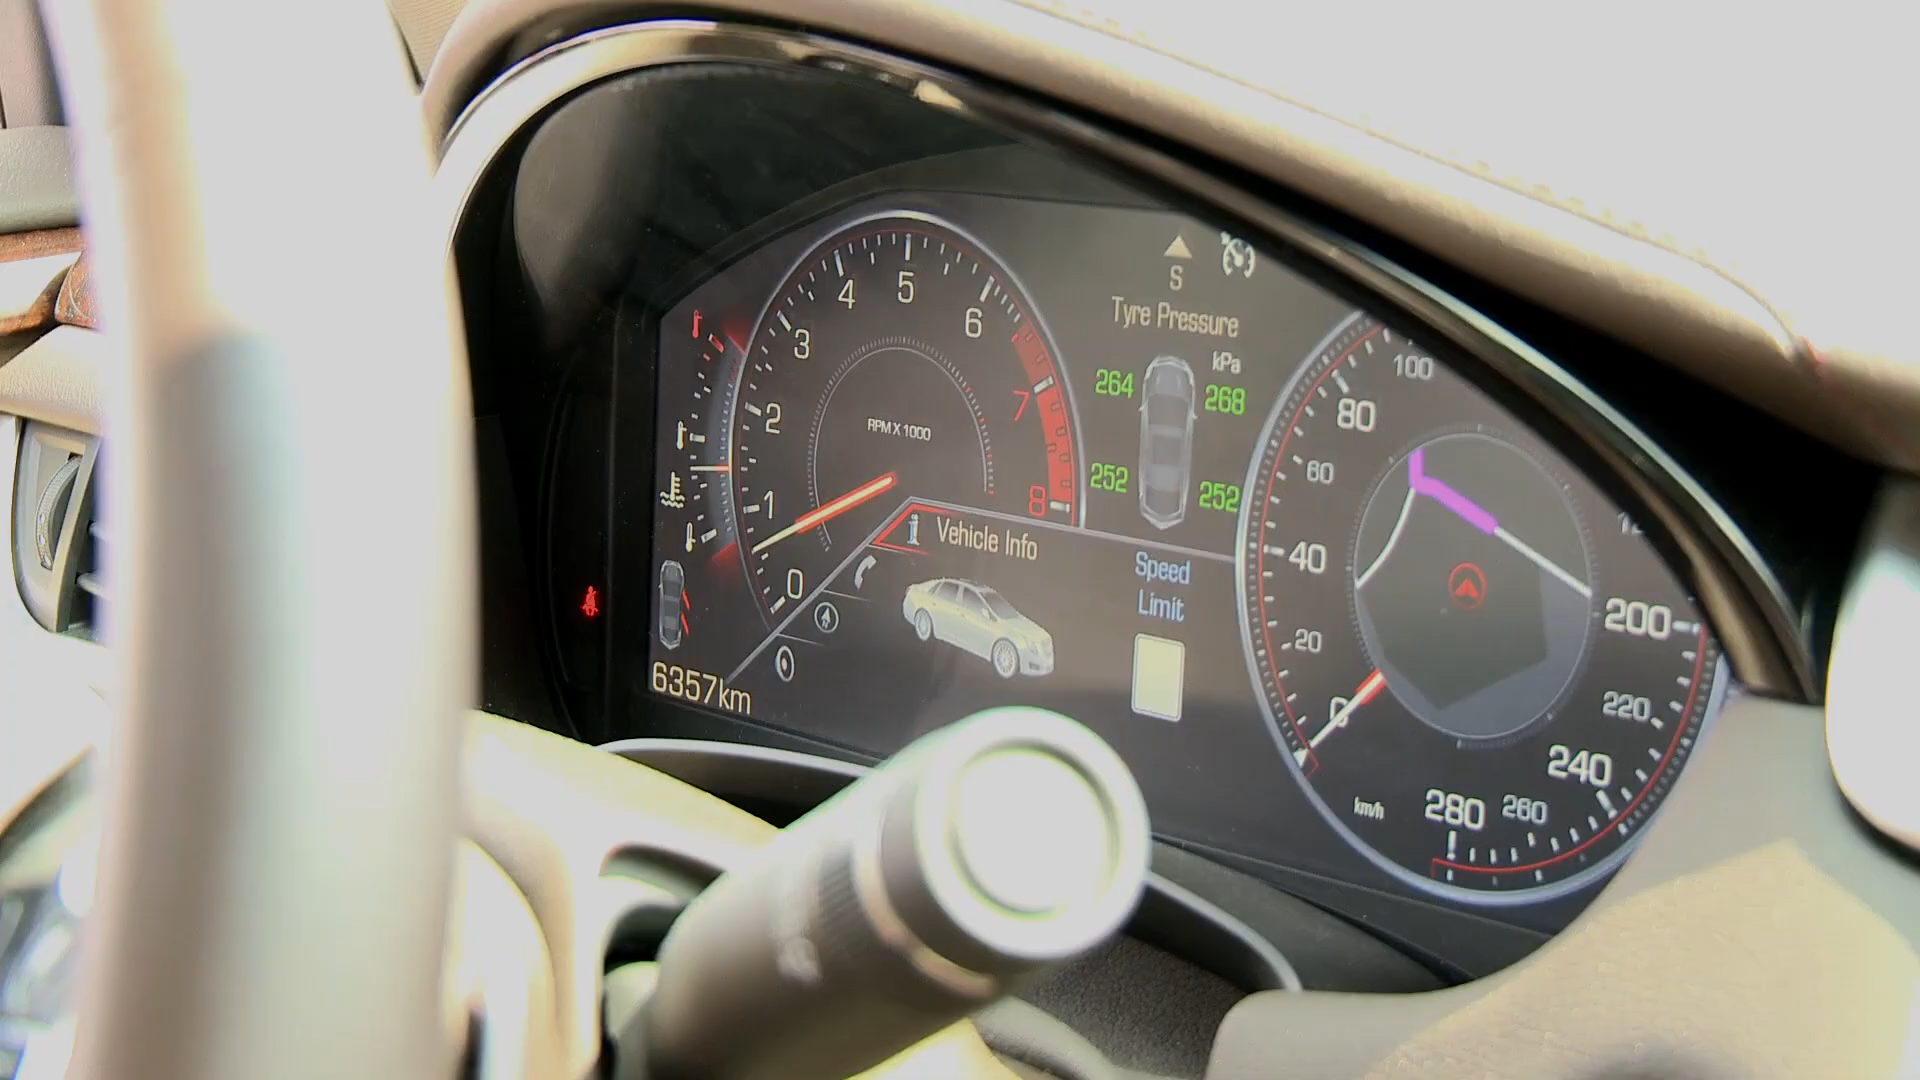 S
Tyre Pressure
kPa
264
268
252
252
0
1
2
3
4
5
6
7
8
RPM X 1000
Vehicle Info
Speed
Limit
6357km
0
20
40
60
80
100
200
220
240
260
280
km/h